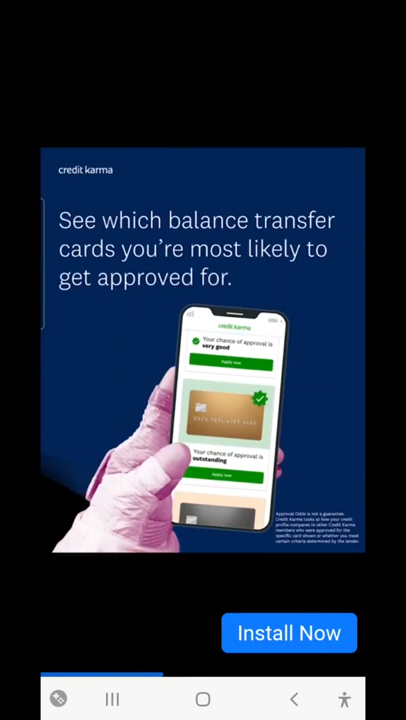 credit karma
See which balance transfer
cards you're most likely to
get approved for.
credit karma
Your chance of approval is
very good
Apply now
Your chance of approval is
outstanding
Apply now
Approval Odds is not a guarantee.
Credit Karma looks at how your credit
profile compares to other Credit Karma
members who were approved for the
specific card shown or whether you meet
certain criteria determined by the lender.
Install Now